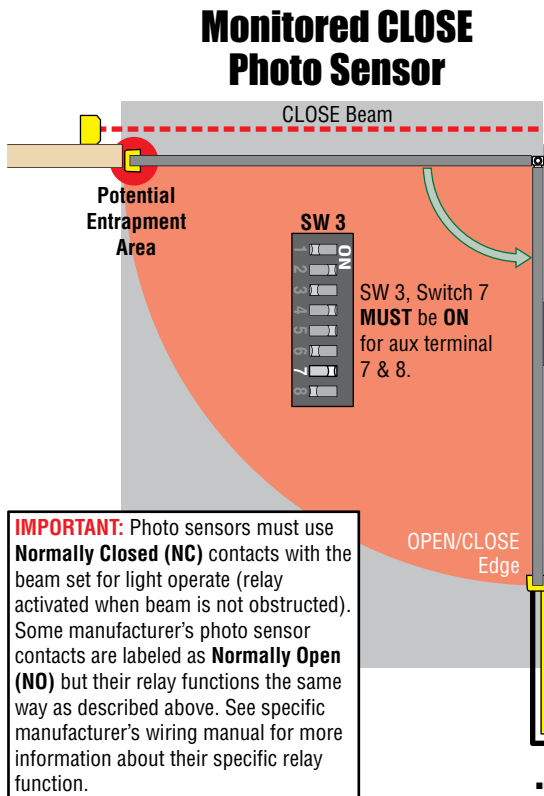 Monitored CLOSE
Photo Sensor
CLOSE Beam
Potential
Entrapment
Area
SW 3
ON
1
2
3
4
5
6
7
8
SW 3, Switch 7
MUST be ON
for aux terminal
7 & 8.
OPEN/CLOSE
Edge
IMPORTANT: Photo sensors must use
Normally Closed (NC) contacts with the
beam set for light operate (relay
activated when beam is not obstructed).
Some manufacturer's photo sensor
contacts are labeled as Normally Open
(NO) but their relay functions the same
way as described above. See specific
manufacturer's wiring manual for more
information about their specific relay
function.